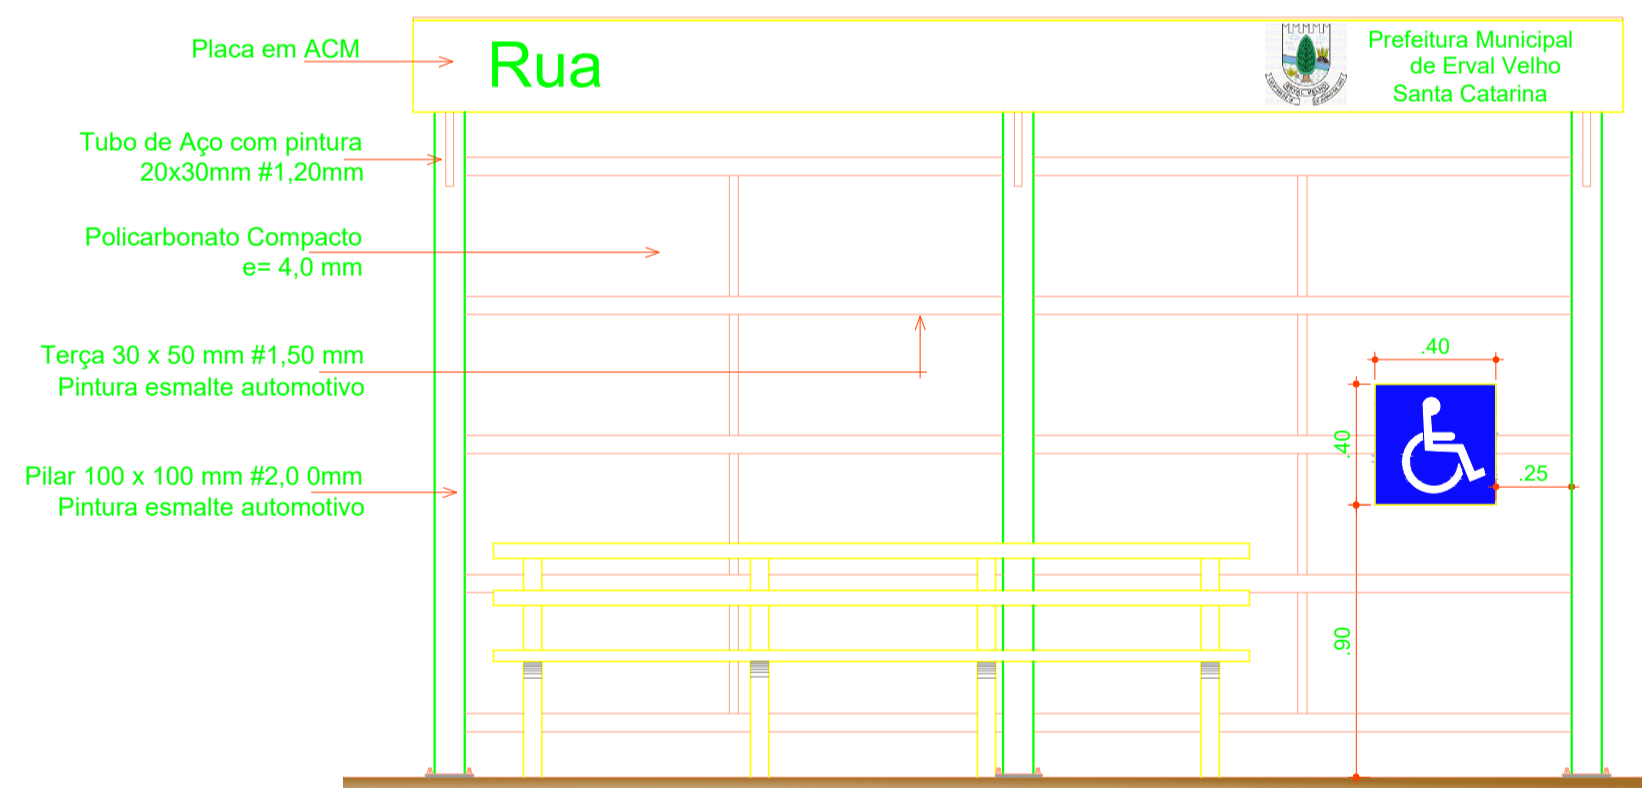 Placa em ACM
Rua
Prefeitura Municipal
de Erval Velho
Santa Catarina
Tubo de Aço com pintura
20x30mm #1,20mm
Policarbonato Compacto
e= 4,0 mm
Terça 30 x 50 mm #1,50 mm
Pintura esmalte automotivo
Pilar 100 x 100 mm #2,0 0mm
Pintura esmalte automotivo
.40
.40
.25
.90
ERVAL VELHO